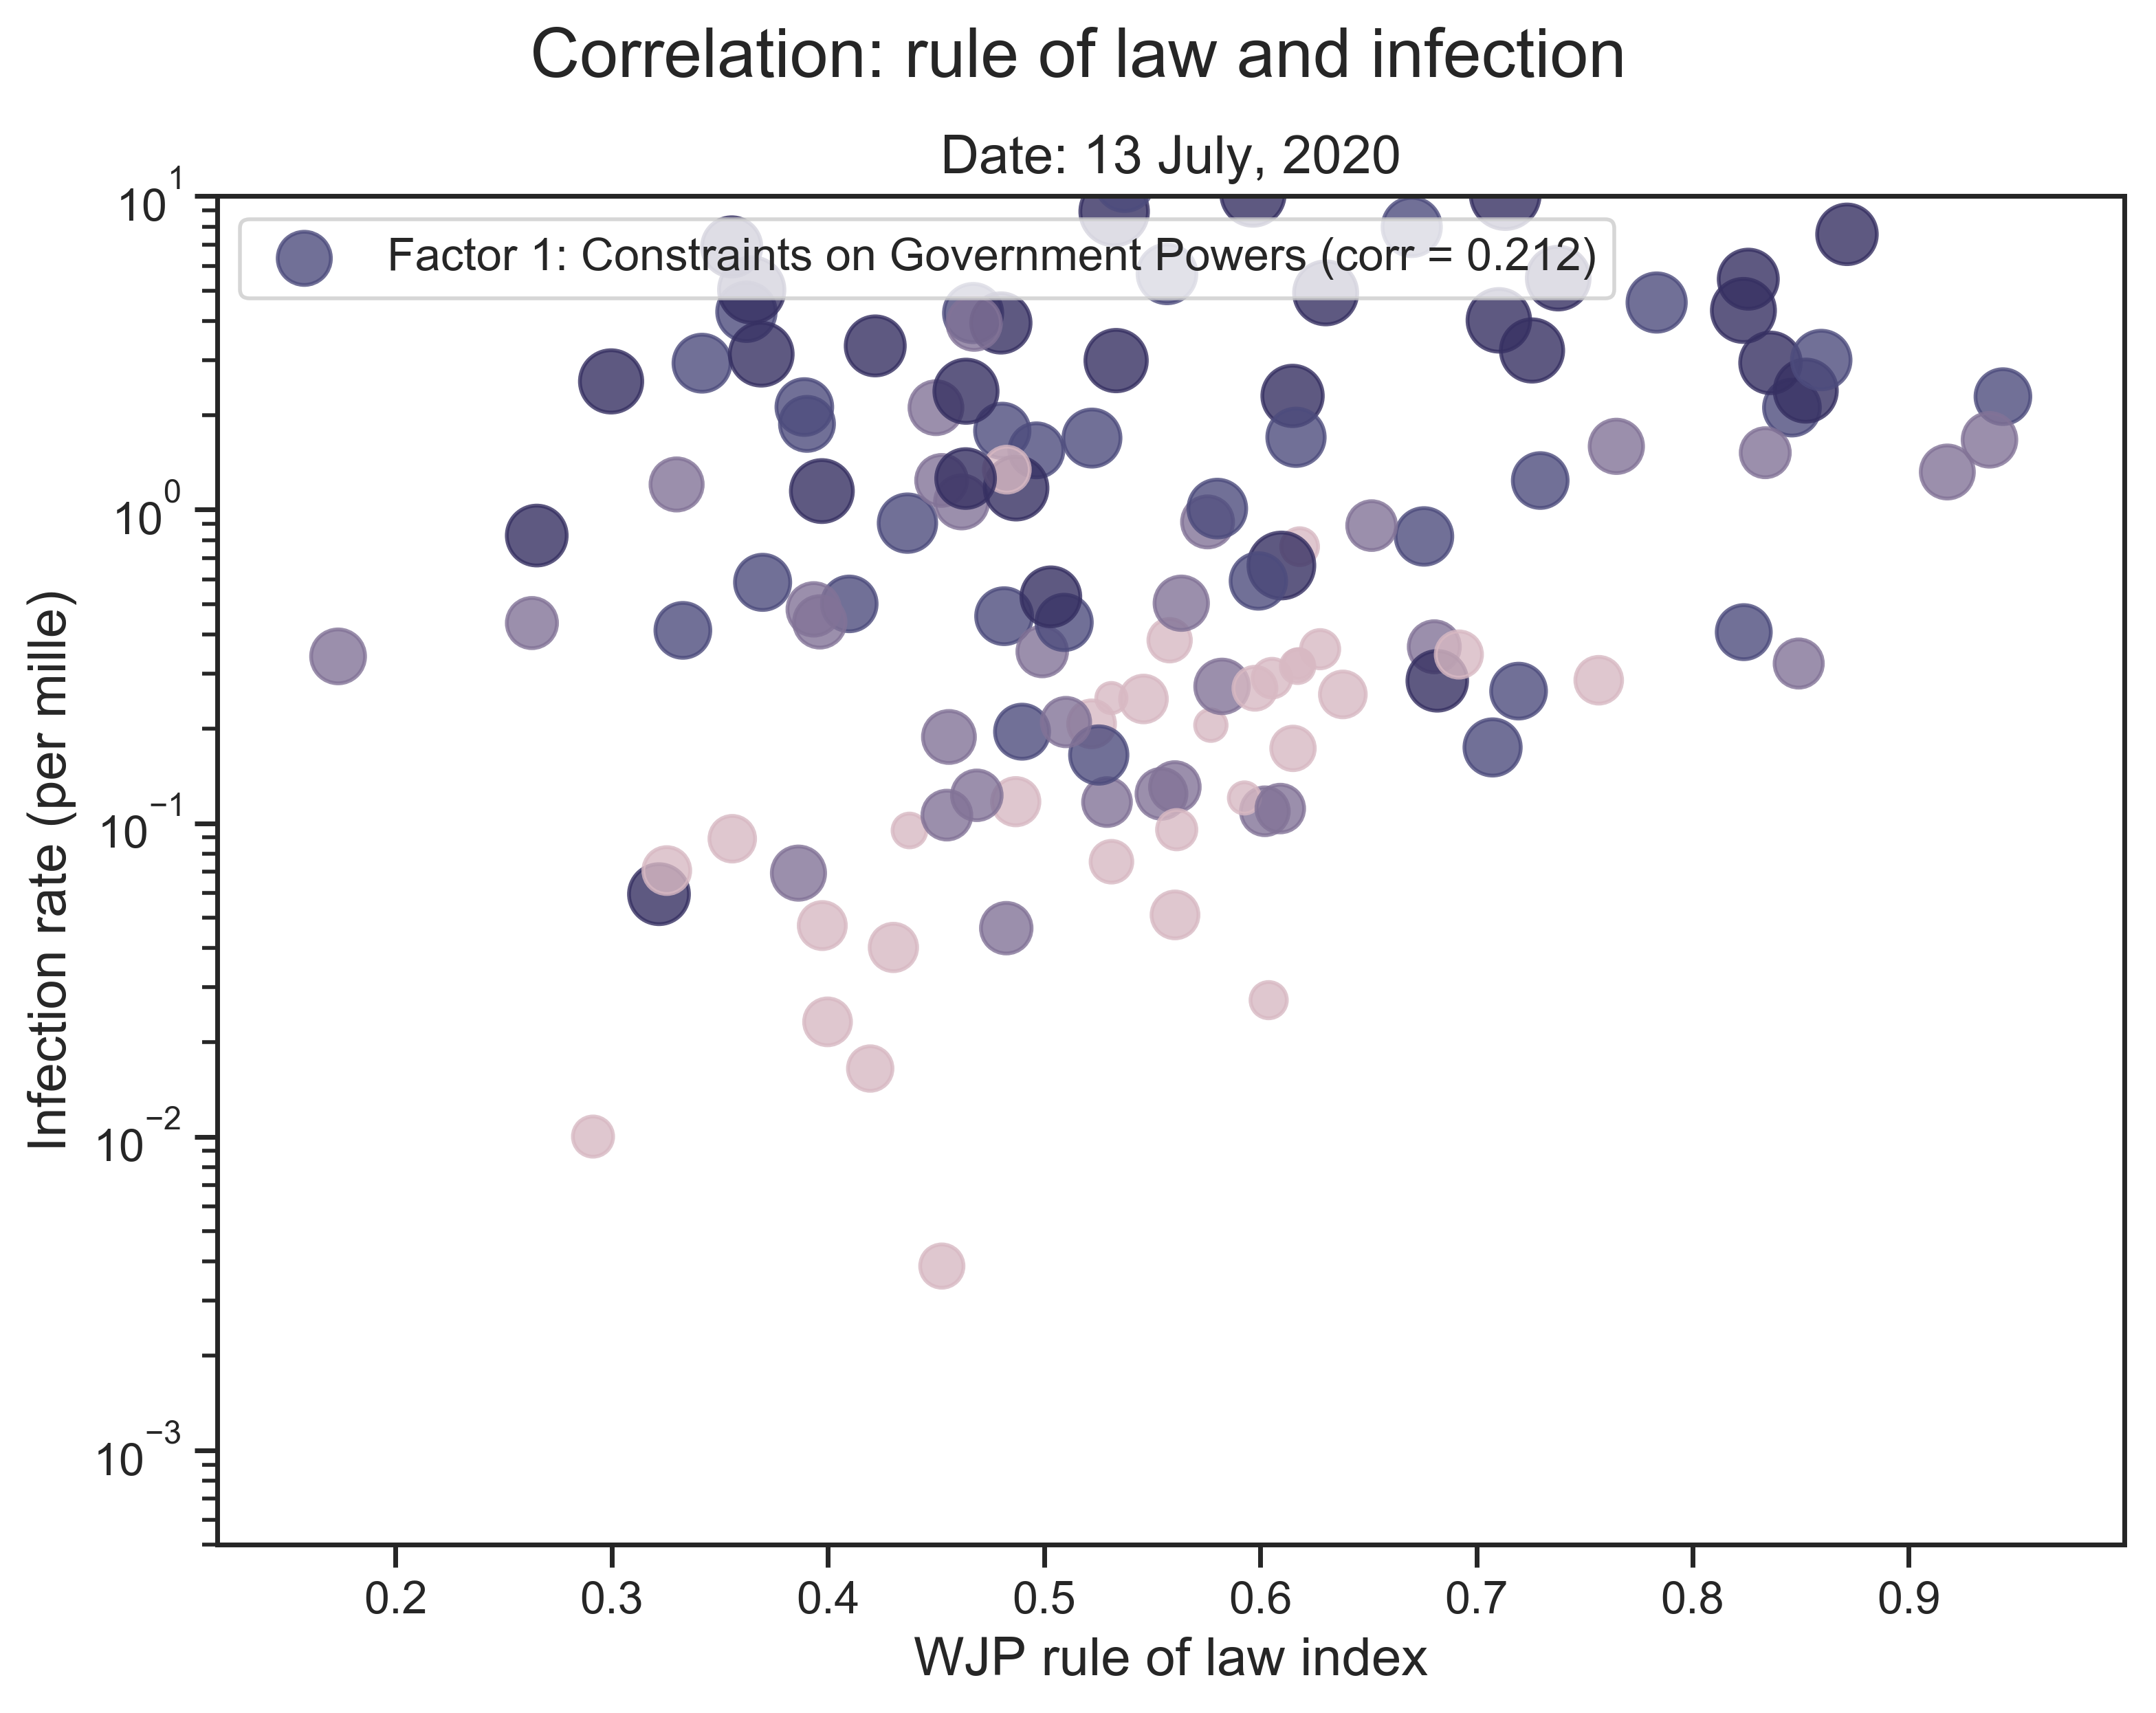 Correlation: rule of law and infection
Date: 13 July, 2020
Factor 1: Constraints on Government Powers (corr = 0.212)
Infection rate (per mille)
10^1
10^0
10^−1
10^−2
10^−3
0.2 0.3 0.4 0.5 0.6 0.7 0.8 0.9
WJP rule of law index